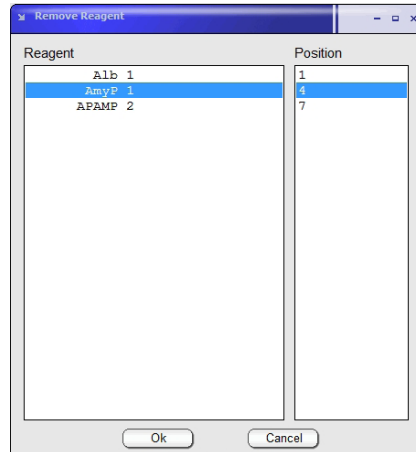 Remove Reagent
Reagent Position
Alb 1 1
AmyP 1 4
APAMP 2 7
Ok Cancel